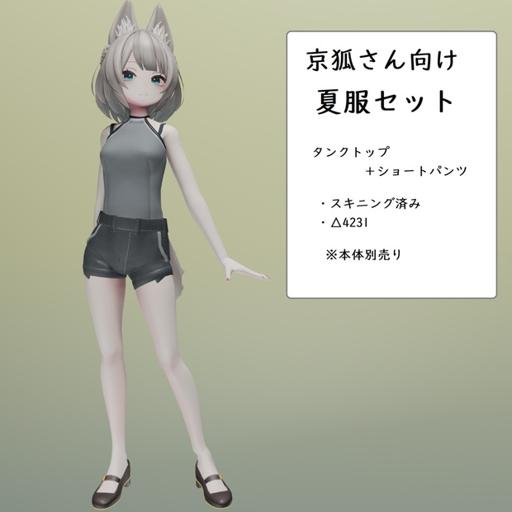 京狐さん向け
夏服セット
タンクトップ
+ショートパンツ
・スキニング済み
・△4231
※本体別売り